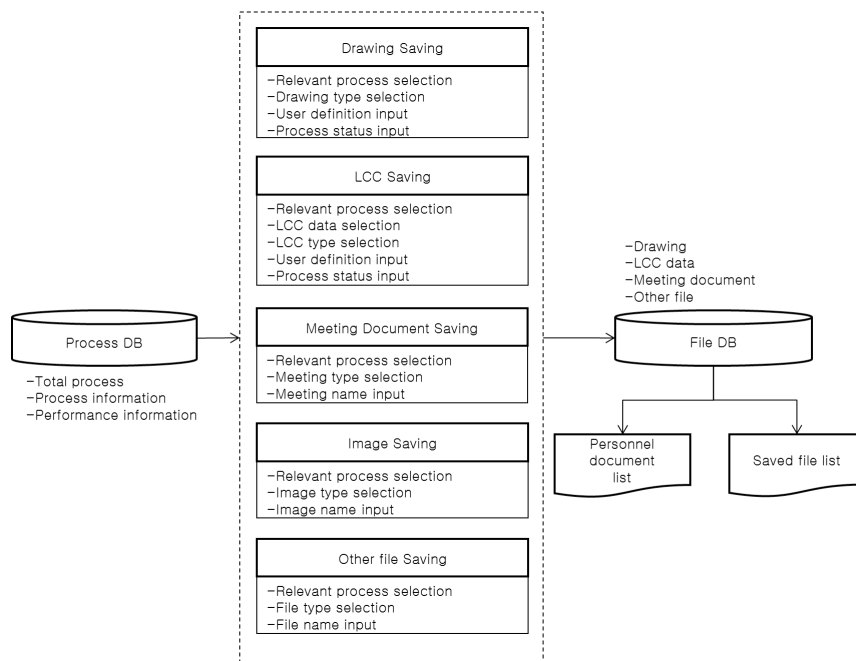 Drawing Saving
-Relevant process selection
-Drawing type selection
-User definition input
-Process status input
LCC Saving
-Relevant process selection
-LCC data selection
-LCC type selection
-User definition input
-Process status input
Meeting Document Saving
-Relevant process selection
-Meeting type selection
-Meeting name input
Image Saving
-Relevant process selection
-Image type selection
-Image name input
Other file Saving
-Relevant process selection
-File type selection
-File name input
Process DB
-Total process
-Process information
-Performance information
-Drawing
-LCC data
-Meeting document
-Other file
File DB
Personnel
document
list
Saved file list